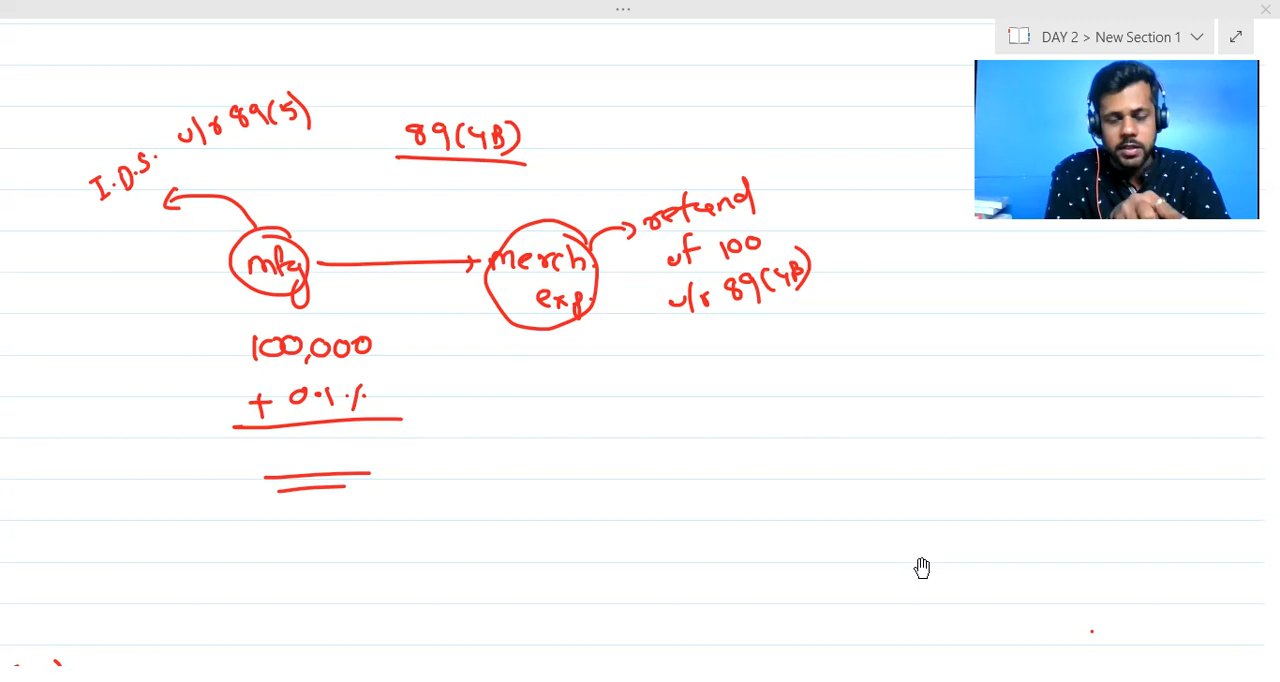 DAY 2 > New Section 1
I.D.S. u/r 89(5)
89(4B)
mfg
merch.
exp.
refund
of 100
u/r 89(4B)
100,000
+ 0.1%